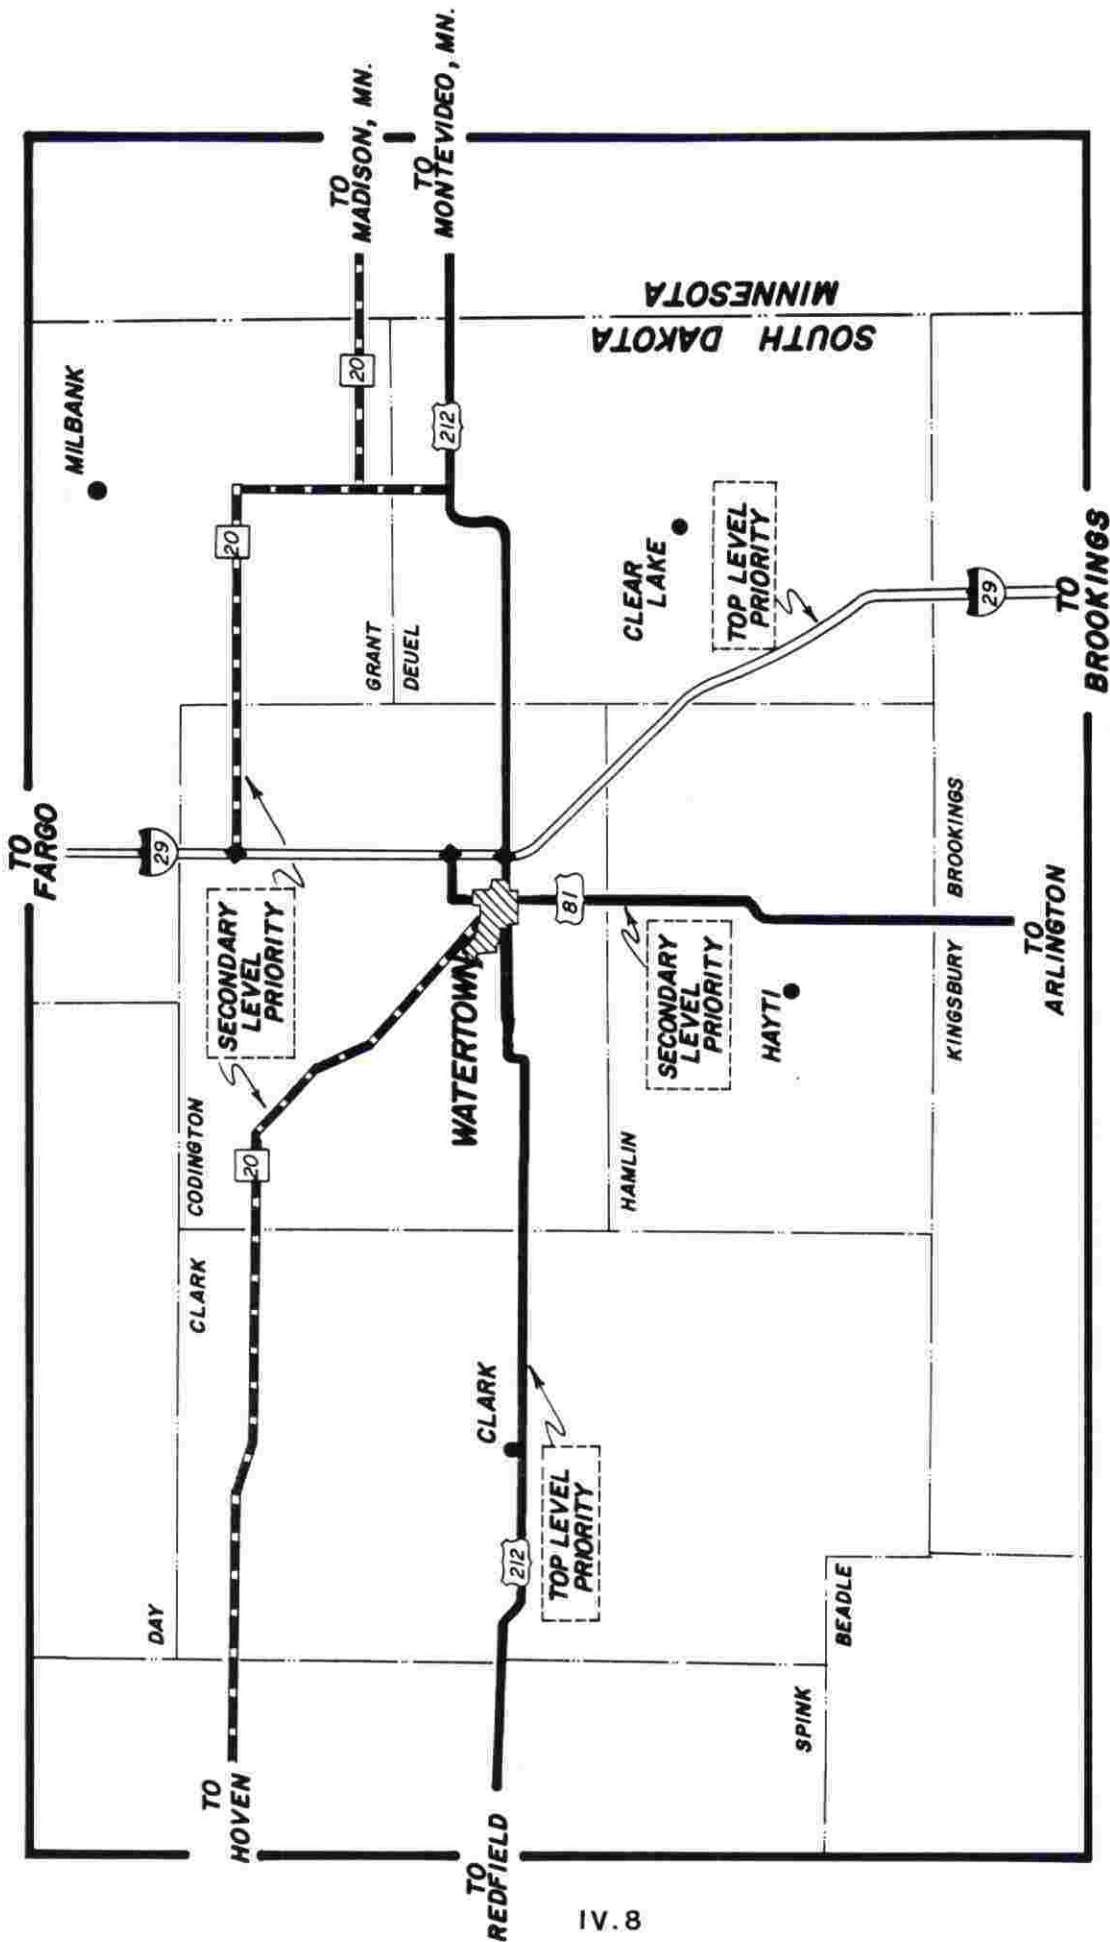 TO
FARGO
29
MILBANK
TO
MADISON, MN.
TO
MONTEVIDEO, MN.
20
20
212
MINNESOTA
SOUTH DAKOTA
GRANT
DEUEL
CLEAR
LAKE
TOP LEVEL
PRIORITY
29
TO
BROOKINGS
SECONDARY
LEVEL
PRIORITY
20
CODINGTON
CLARK
DAY
TO
HOVEN
WATERTOWN
81
SECONDARY
LEVEL
PRIORITY
HAYTI
HAMLIN
BROOKINGS
KINGSBURY
TO
ARLINGTON
CLARK
212
TOP LEVEL
PRIORITY
BEADLE
SPINK
TO
REDFIELD
IV.8